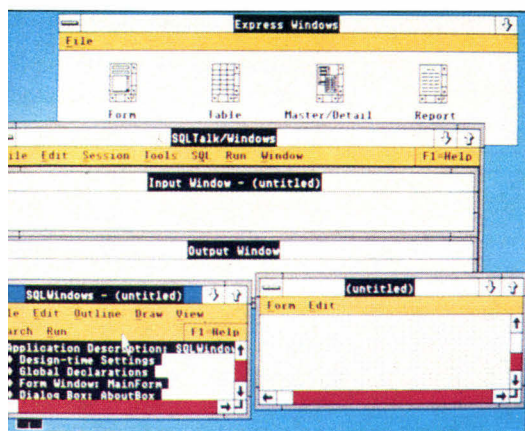 Express Windows
File
Form Table Master/Detail Report
SQLTalk/Windows
ile Edit Session Tools SQL Run Window F1=Help
Input Window - (untitled)
Output Window
SQLWindows - (untitled)
le Edit Outline Draw View
arch Run F1=Help
pplication Description: SQLWindow
Design-time Settings
Global Declarations
Form Window: MainForm
Dialog Box: AboutBox
(untitled)
Form Edit